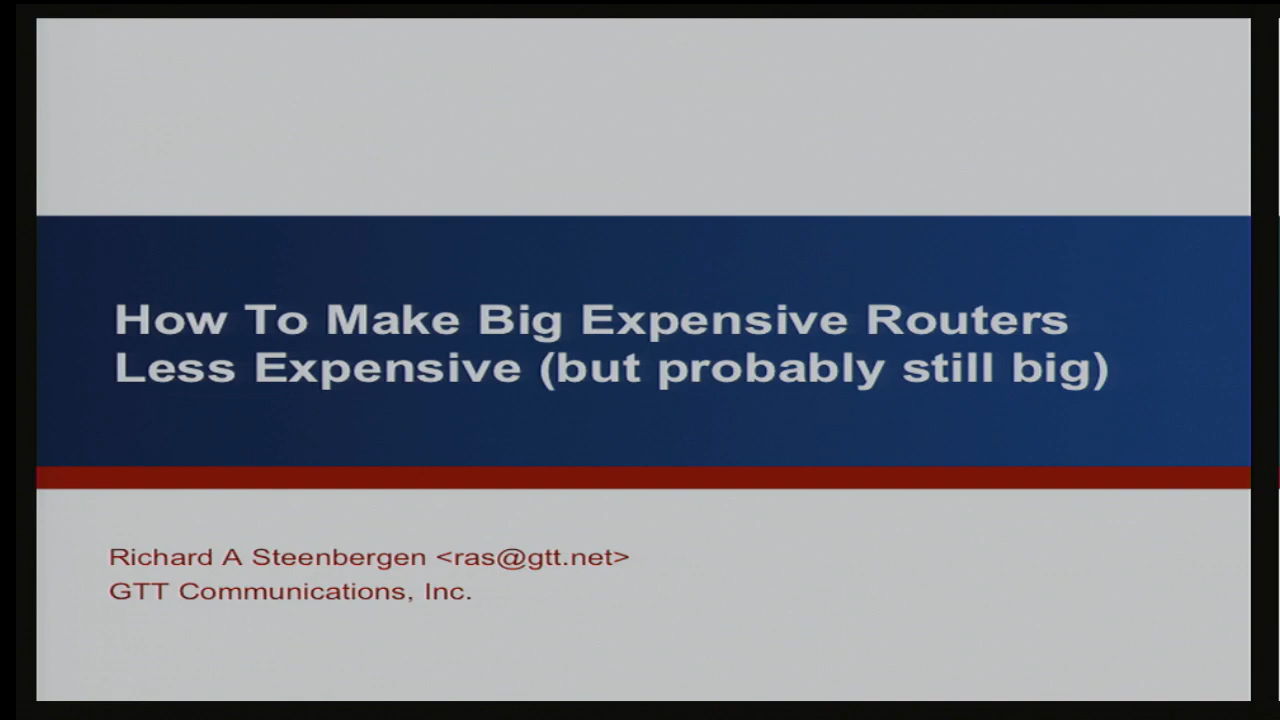 How To Make Big Expensive Routers
Less Expensive (but probably still big)
Richard A Steenbergen <ras@gtt.net>
GTT Communications, Inc.